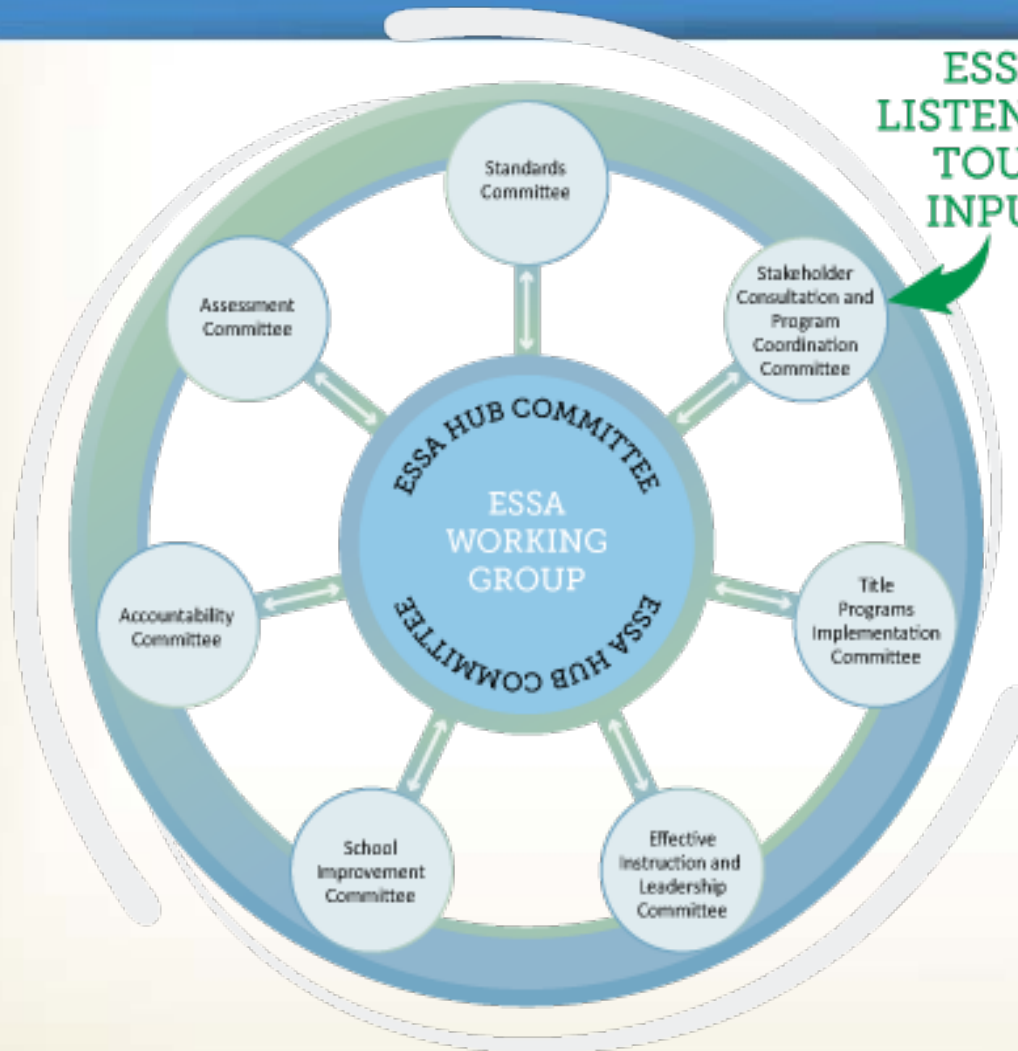 ESS
LISTEN
TOU
INPU
Standards
Committee
Stakeholder
Consultation and
Program
Coordination
Committee
Title
Programs
Implementation
Committee
Effective
Instruction and
Leadership
Committee
School
Improvement
Committee
Accountability
Committee
Assessment
Committee
ESSA HUB COMMITTEE
ESSA
WORKING
GROUP
ESSA HUB COMMITTEE